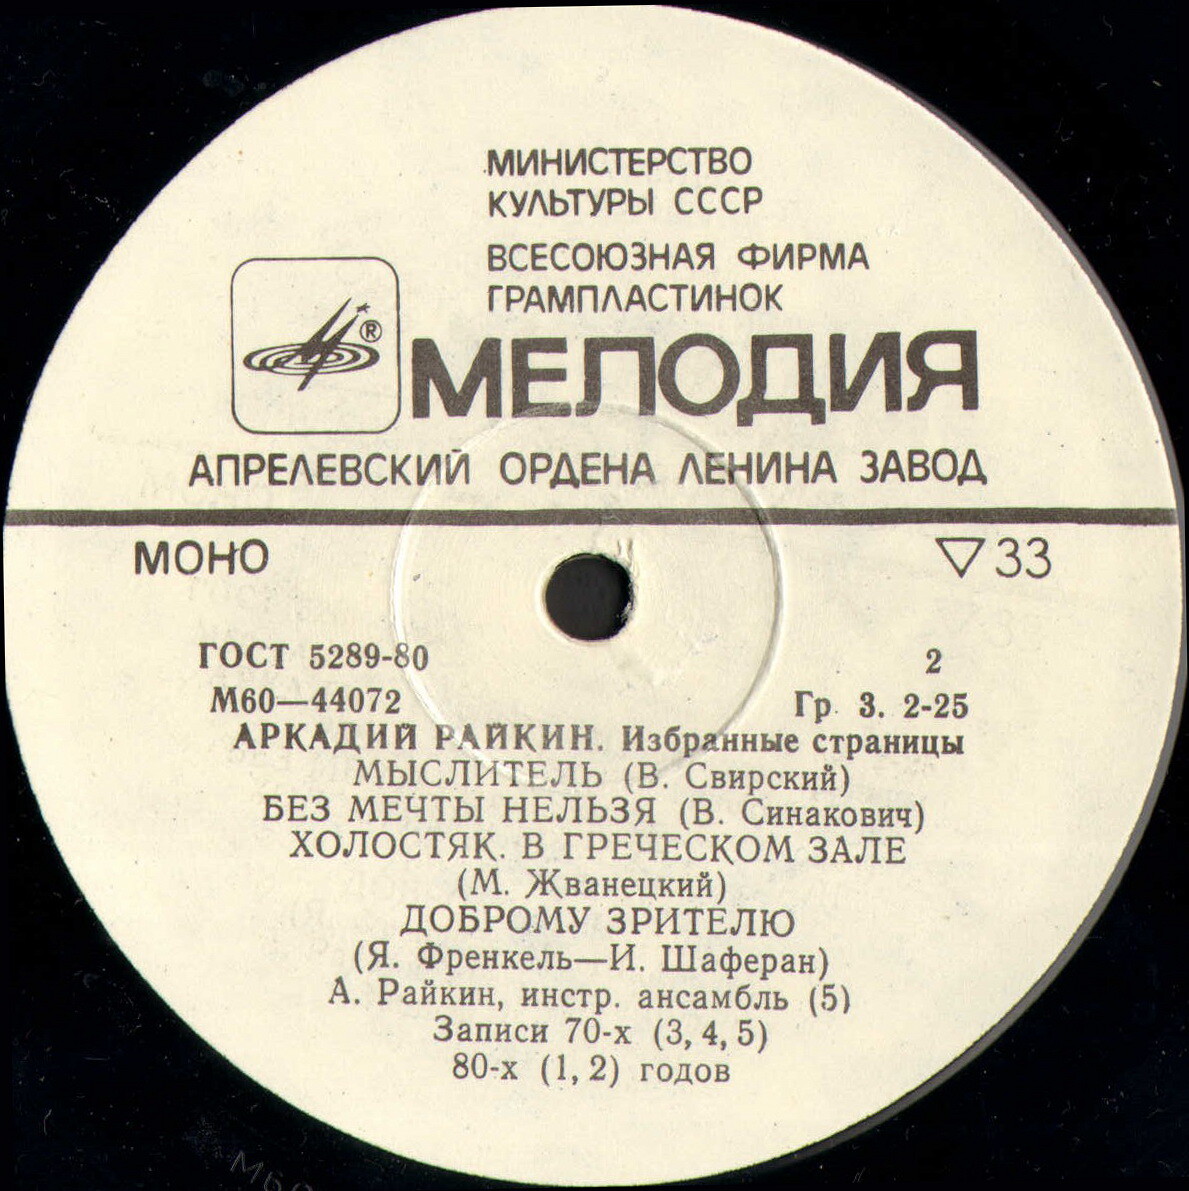 МИНИСТЕРСТВО
КУЛЬТУРЫ СССР
ВСЕСОЮЗНАЯ ФИРМА
ГРАМПЛАСТИНОК
®
МЕЛОДИЯ
АПРЕЛЕВСКИЙ ОРДЕНА ЛЕНИНА ЗАВОД
МОНО ▽ 33
ГОСТ 5289-80 2
М60—44072 Гр. 3. 2-25
АРКАДИЙ РАЙКИН. Избранные страницы
МЫСЛИТЕЛЬ (В. Свирский)
БЕЗ МЕЧТЫ НЕЛЬЗЯ (В. Синакович)
ХОЛОСТЯК. В ГРЕЧЕСКОМ ЗАЛЕ
(М. Жванецкий)
ДОБРОМУ ЗРИТЕЛЮ
(Я. Френкель—И. Шаферан)
А. Райкин, инстр. ансамбль (5)
Записи 70-х (3, 4, 5)
80-х (1, 2) годов